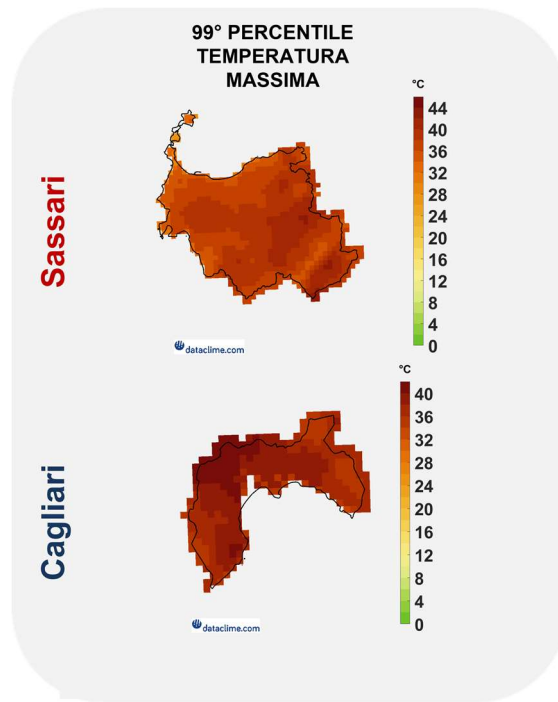 99° PERCENTILE
TEMPERATURA
MASSIMA
Sassari
°C
44
40
36
32
28
24
20
16
12
8
4
0
dataclime.com
Cagliari
°C
40
36
32
28
24
20
16
12
8
4
0
dataclime.com